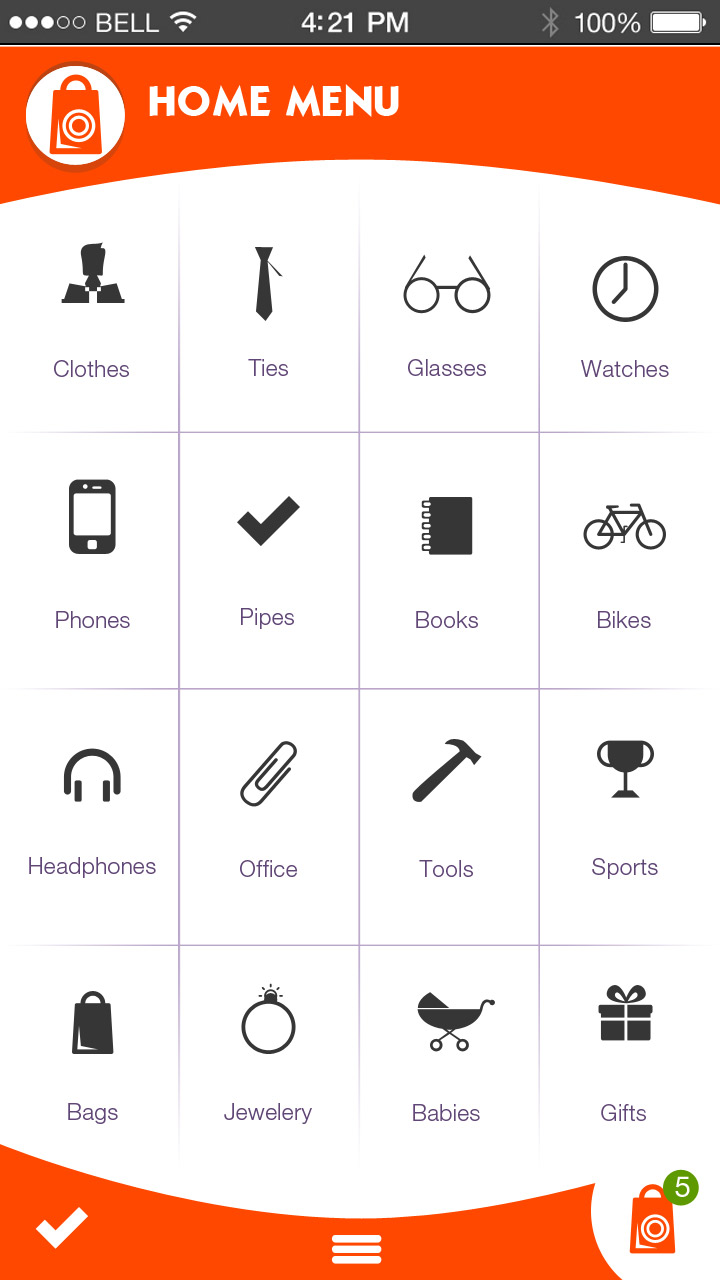 BELL 4:21 PM 100%
HOME MENU
Clothes Ties Glasses Watches
Phones Pipes Books Bikes
Headphones Office Tools Sports
Bags Jewelery Babies Gifts
5